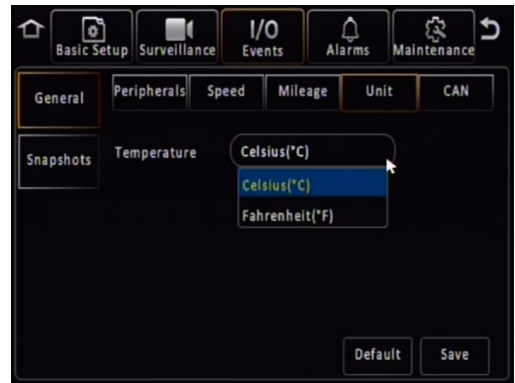 Basic Setup
Surveillance
I/O
Events
Alarms
Maintenance
General
Peripherals
Speed
Mileage
Unit
CAN
Snapshots
Temperature
Celsius(°C)
Celsius(°C)
Fahrenheit(°F)
Default
Save